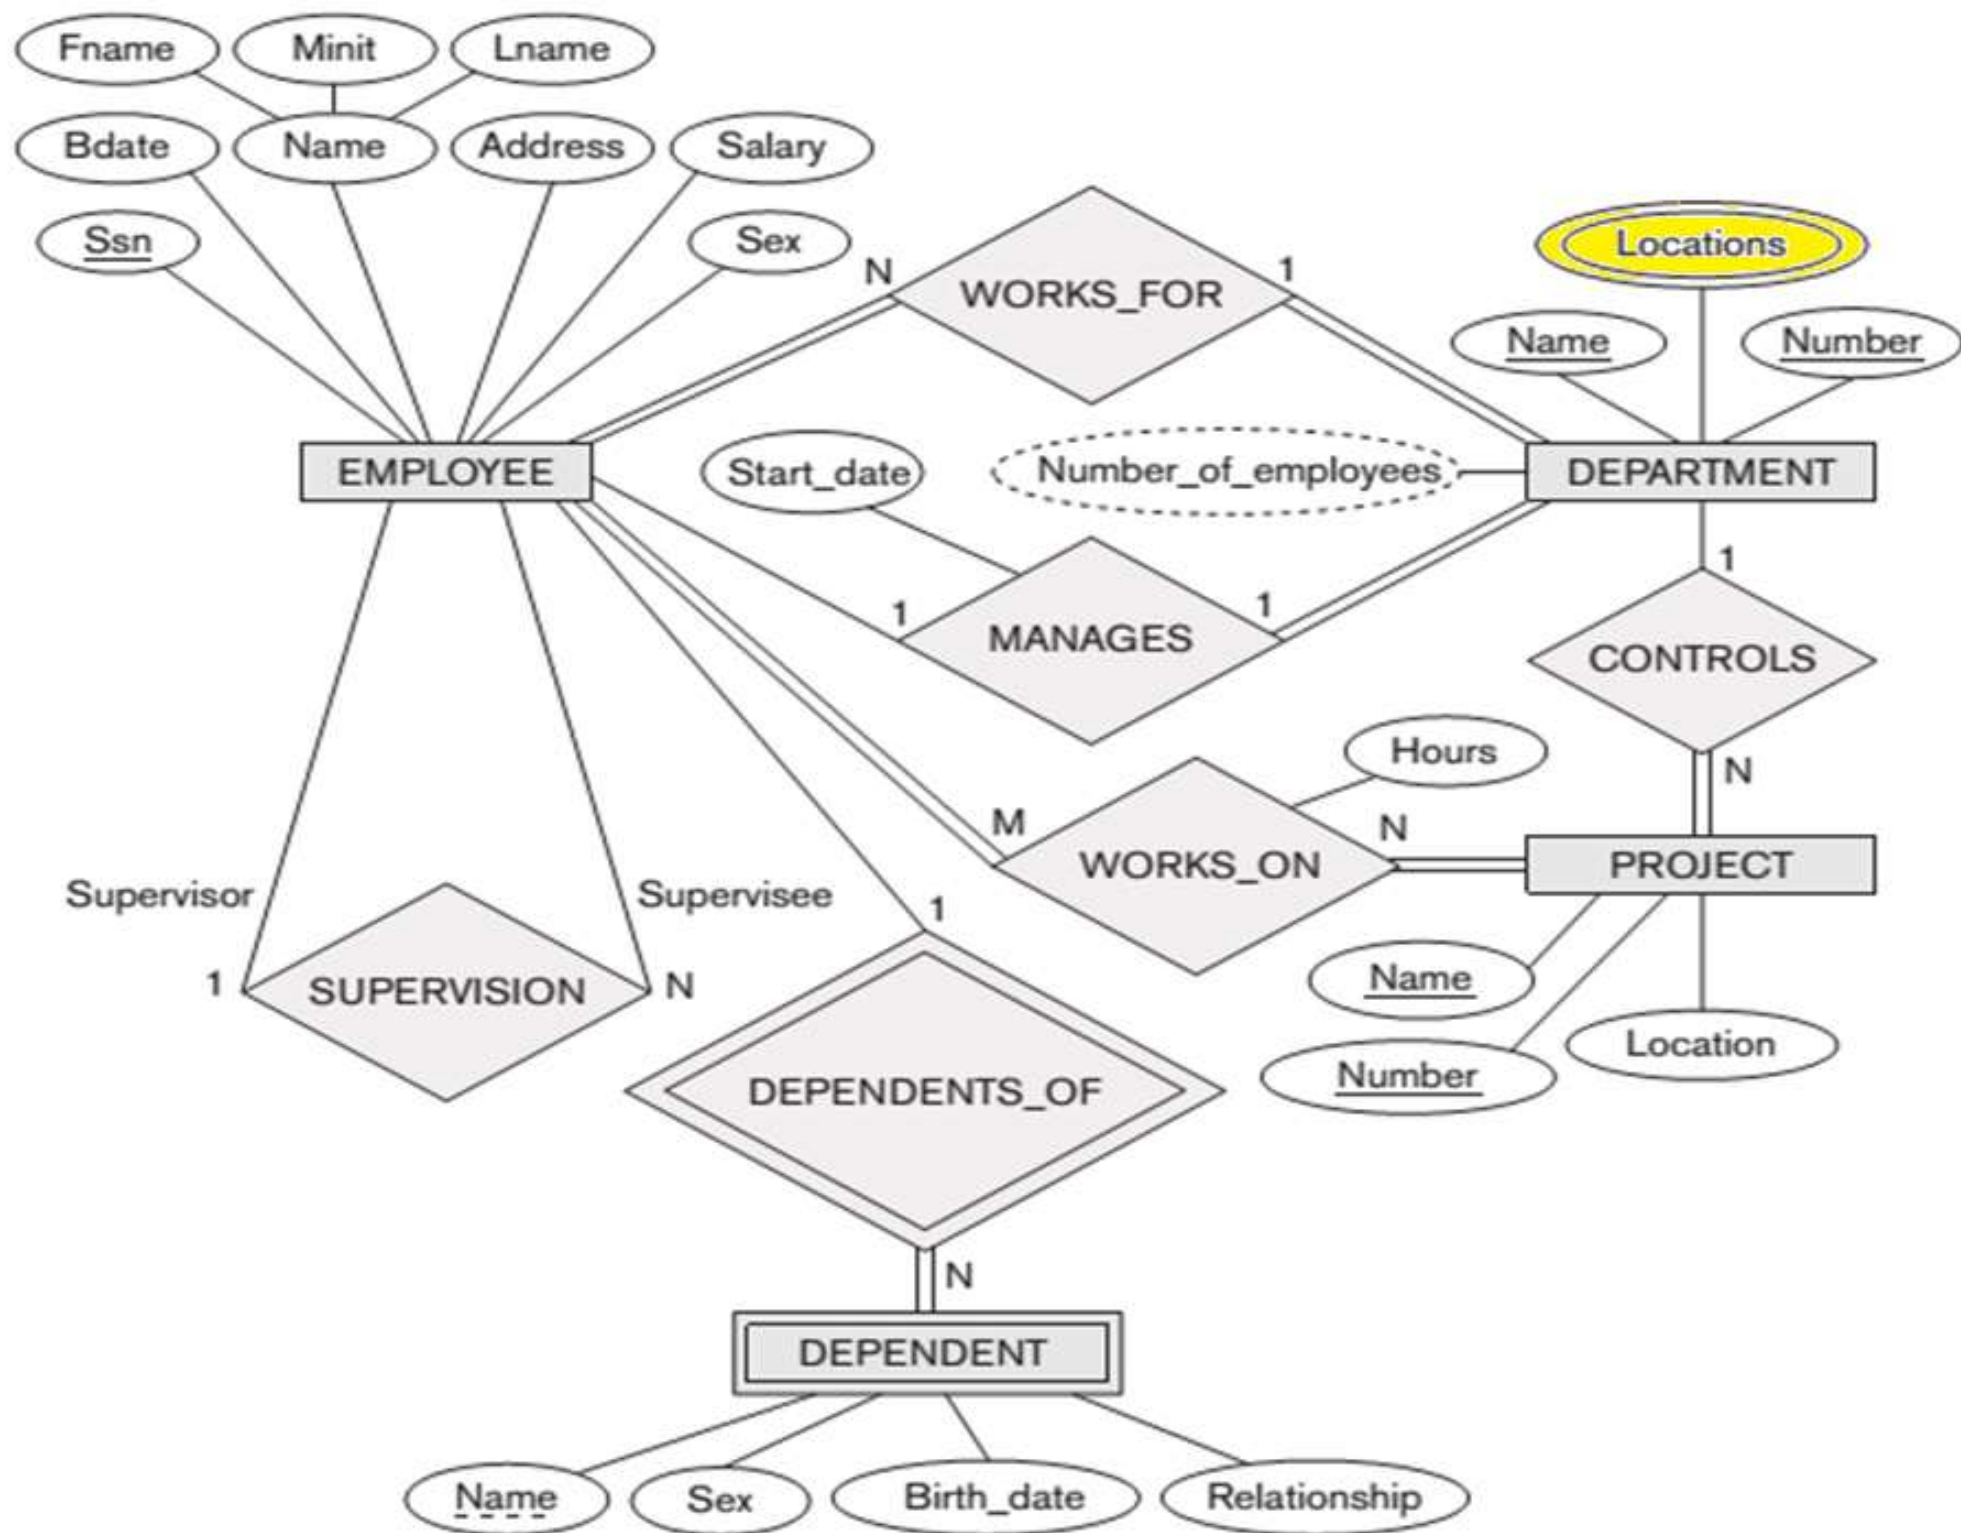 Fname Minit Lname
Bdate Name Address Salary
Ssn Sex
WORKS_FOR
N 1
Locations
Name Number
EMPLOYEE
Start_date
Number_of_employees
DEPARTMENT
MANAGES
1 1
1
CONTROLS
N
Hours
M N
WORKS_ON
PROJECT
Name
Number
Location
Supervisor Supervisee
1 SUPERVISION N
1
DEPENDENTS_OF
N
DEPENDENT
Name Sex Birth_date Relationship